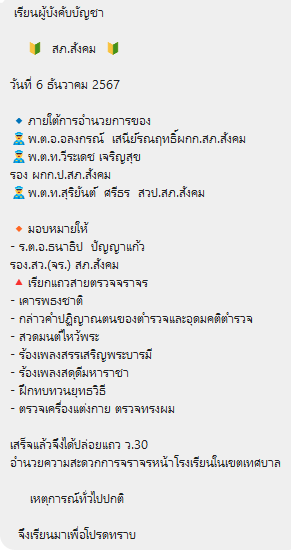 เรียนผู้บังคับบัญชา
🔰 สภ.สังคม 🔰
วันที่ 6 ธันวาคม 2567
🔹ภายใต้การอำนวยการของ
👮พ.ต.อ.อลงกรณ์ เสนีย์รณฤทธิ์ผกก.สภ.สังคม
👮พ.ต.ท.วีระเดช เจริญสุข
รอง ผกก.ป.สภ.สังคม
👮พ.ต.ท.สุริยันต์ ศรีธร สวป.สภ.สังคม
🔸มอบหมายให้
- ร.ต.อ.ธนาธิป ปัญญาแก้ว
รอง.สว.(จร.) สภ.สังคม
🔺เรียกแถวสายตรวจจราจร
- เคารพธงชาติ
- กล่าวคำปฏิญาณตนของตำรวจและอุดมคติตำรวจ
- สวดมนต์ไหว้พระ
- ร้องเพลงสรรเสริญพระบารมี
- ร้องเพลงสดุดีมหาราชา
- ฝึกทบทวนยุทธวิธี
- ตรวจเครื่องแต่งกาย ตรวจทรงผม
เสร็จแล้วจึงได้ปล่อยแถว ว.30
อำนวยความสะดวกการจราจรหน้าโรงเรียนในเขตเทศบาล
เหตุการณ์ทั่วไปปกติ
จึงเรียนมาเพื่อโปรดทราบ